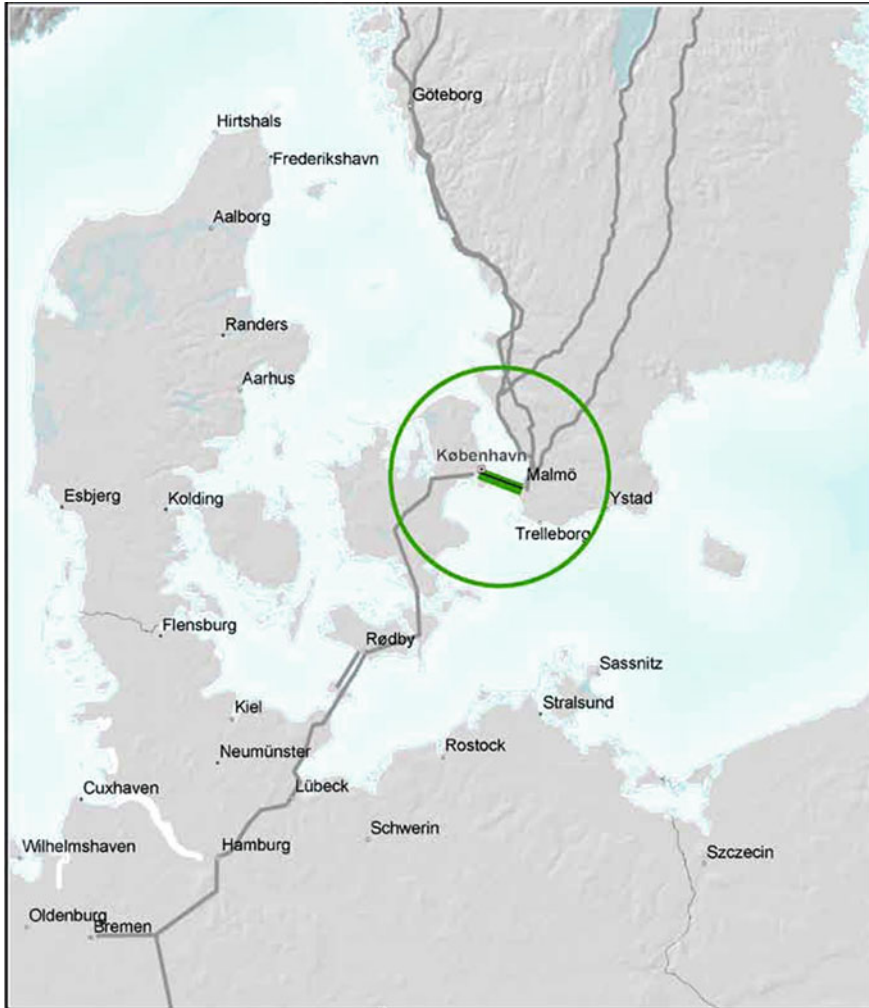 Göteborg
Hirtshals
Frederikshavn
Aalborg
Randers
Aarhus
København
Malmö
Esbjerg
Kolding
Ystad
Trelleborg
Flensburg
Rødby
Sassnitz
Kiel
Stralsund
Neumünster
Rostock
Cuxhaven
Lübeck
Schwerin
Hamburg
Wilhelmshaven
Szczecin
Oldenburg
Bremen